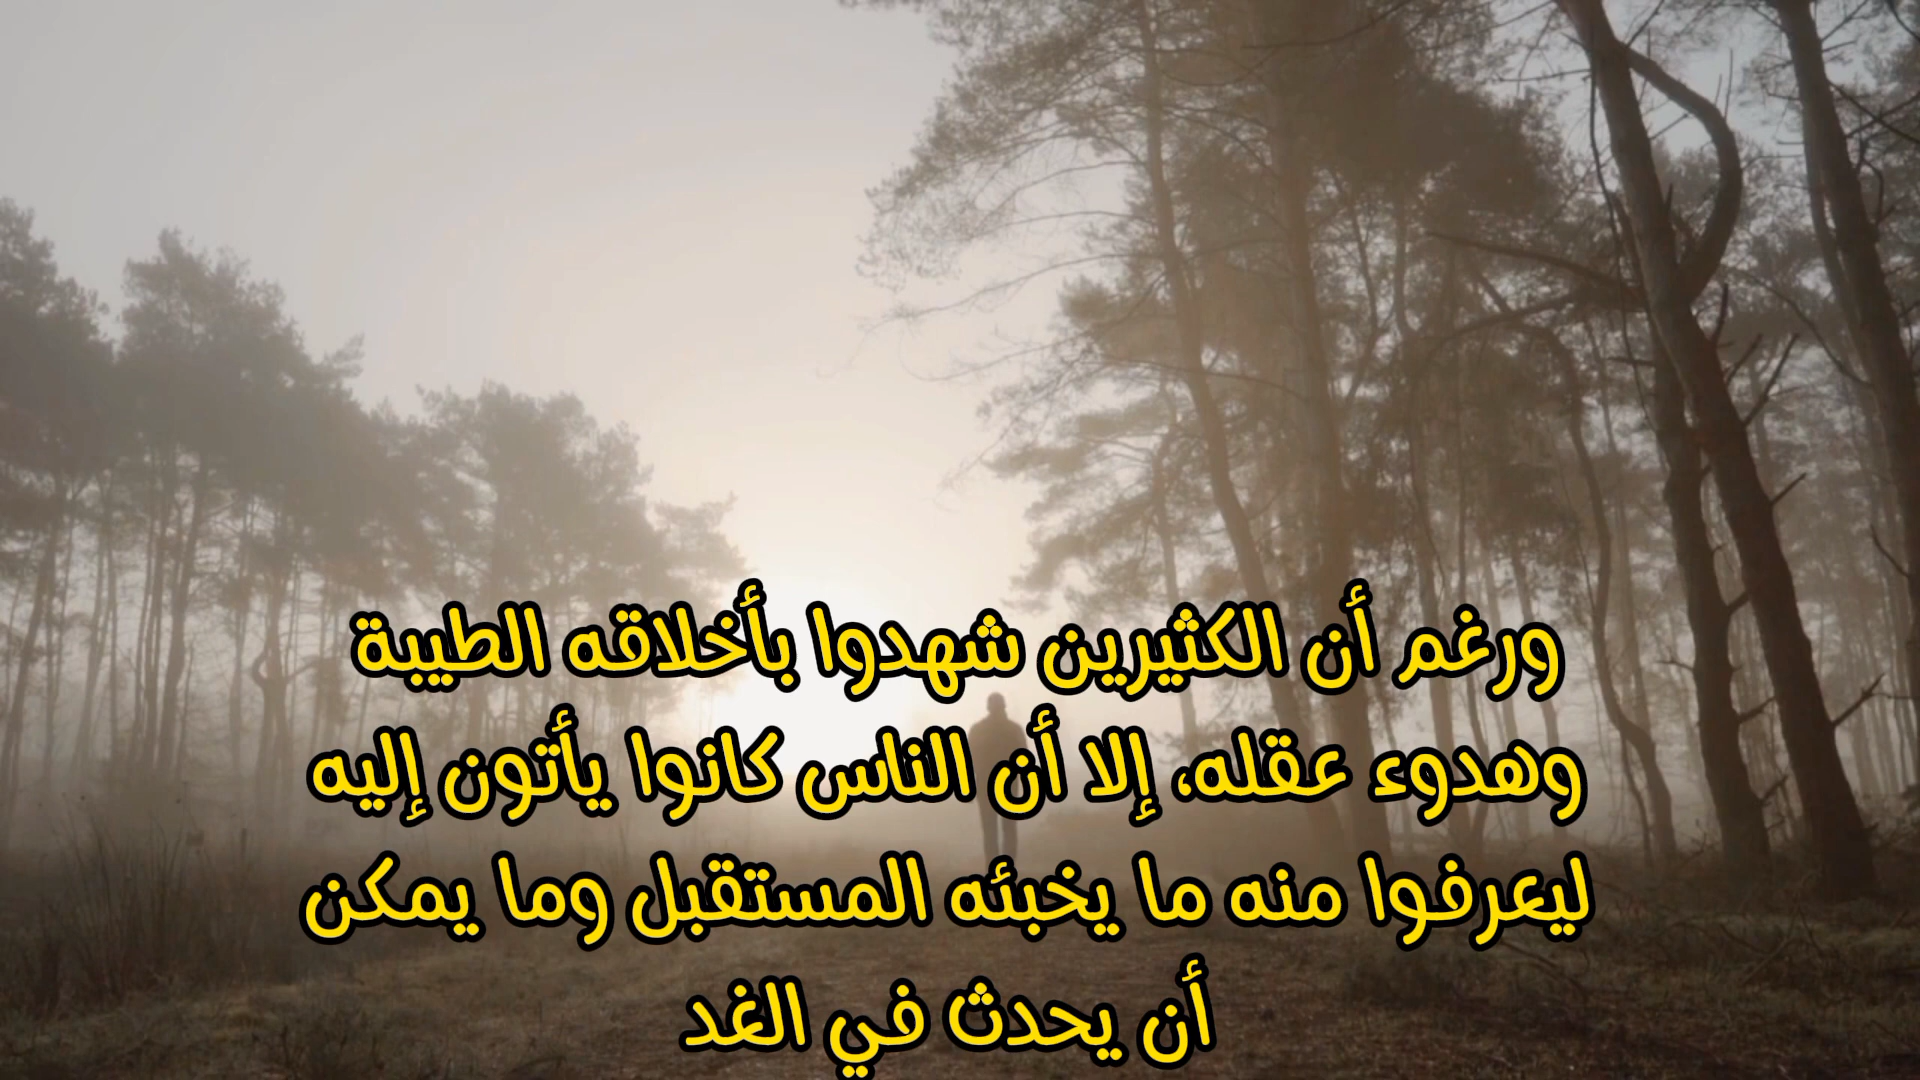 ورغم أن الكثيرين شهدوا بأخلاقه الطيبة
وهدوء عقله، إلا أن الناس كانوا يأتون إليه
ليعرفوا منه ما يخبئه المستقبل وما يمكن
أن يحدث في الغد